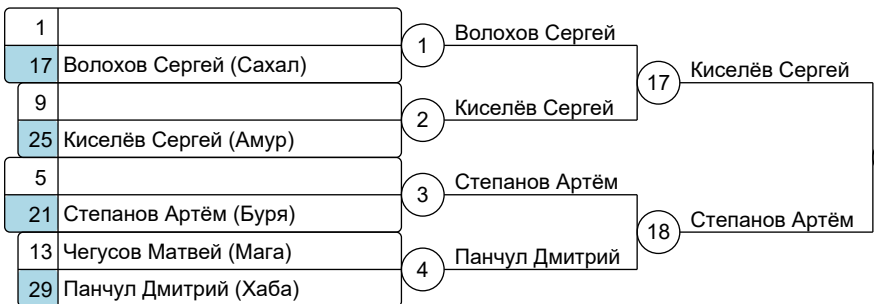 1
17 Волохов Сергей (Сахал)
9
25 Киселёв Сергей (Амур)
5
21 Степанов Артём (Буря)
13 Чегусов Матвей (Мага)
29 Панчул Дмитрий (Хаба)
1 Волохов Сергей
2 Киселёв Сергей
3 Степанов Артём
4 Панчул Дмитрий
17 Киселёв Сергей
18 Степанов Артём